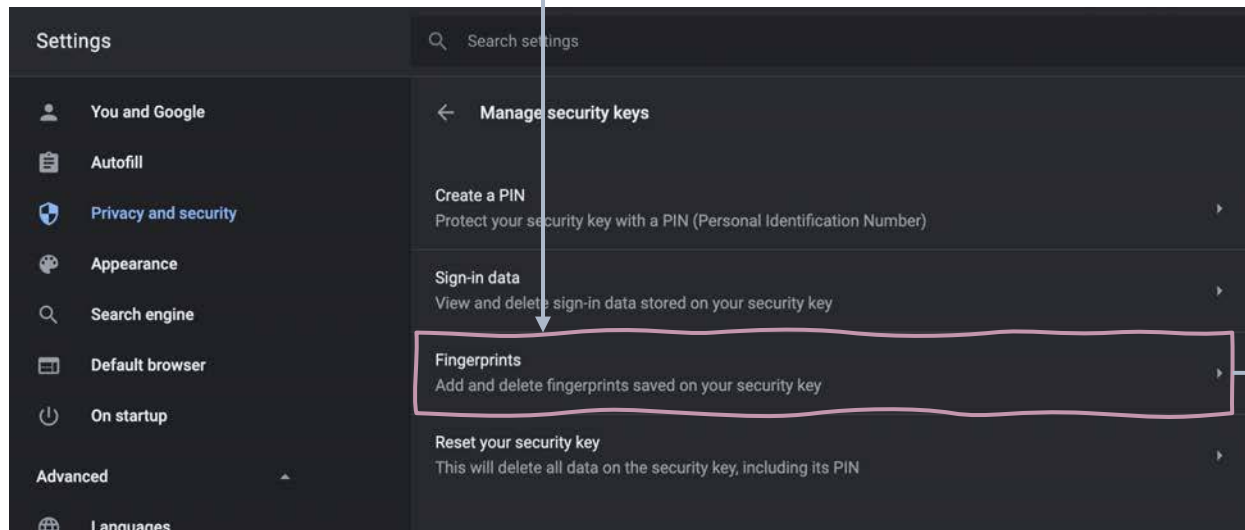 Settings
Search settings
You and Google
Autofill
Privacy and security
Appearance
Search engine
Default browser
On startup
Advanced
Languages
Manage security keys
Create a PIN
Protect your security key with a PIN (Personal Identification Number)
Sign-in data
View and delete sign-in data stored on your security key
Fingerprints
Add and delete fingerprints saved on your security key
Reset your security key
This will delete all data on the security key, including its PIN